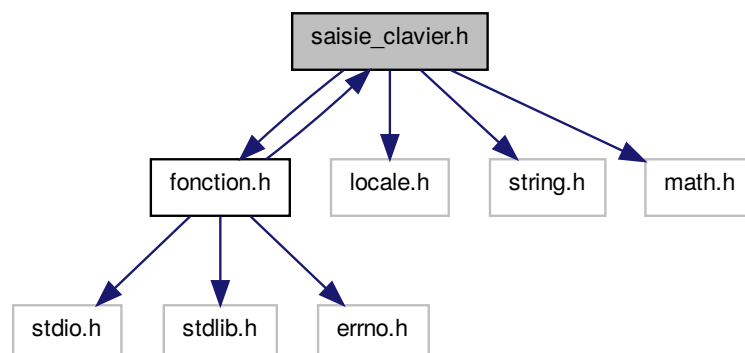 saisie_clavier.h
fonction.h
locale.h
string.h
math.h
stdio.h
stdlib.h
errno.h